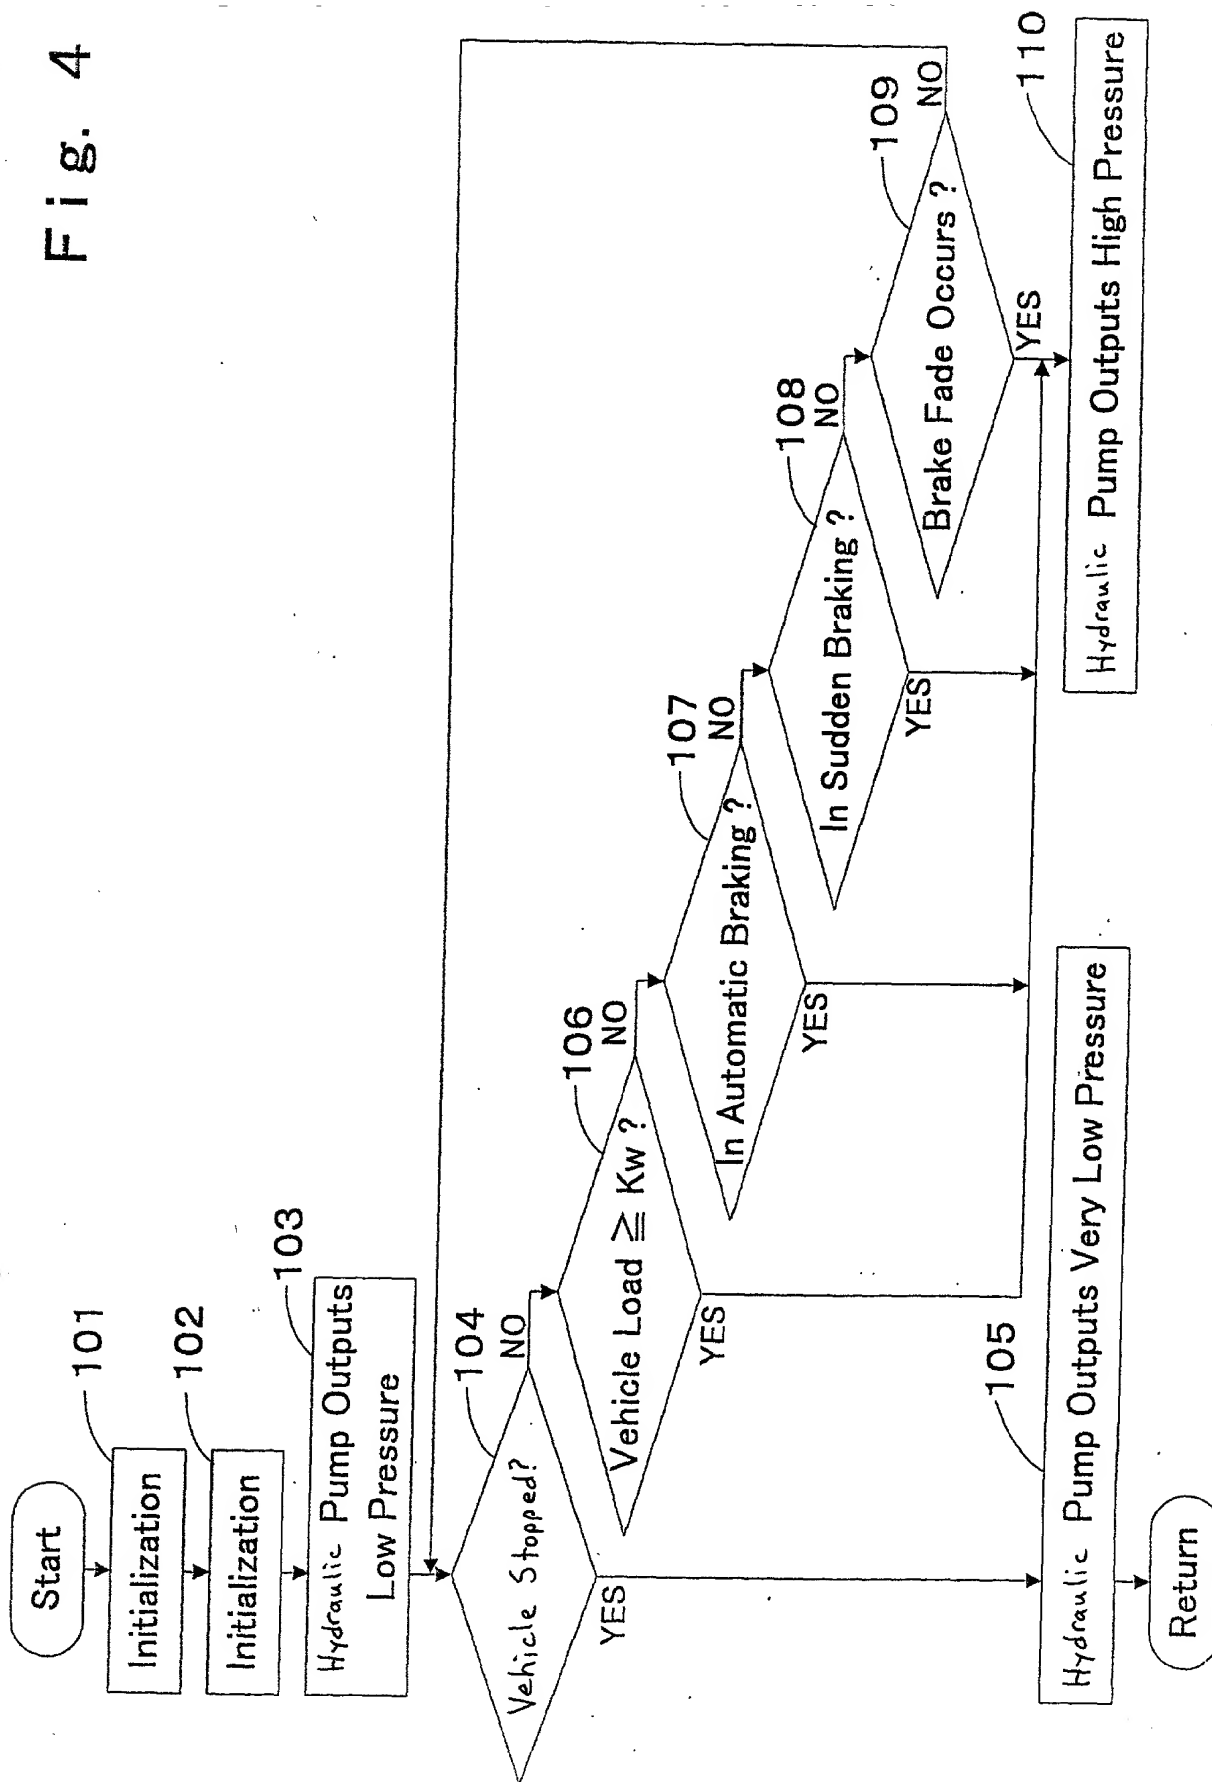 Fig. 4
Start
101
Initialization
102
Initialization
103
Hydraulic Pump Outputs
Low Pressure
104
Vehicle Stopped?
NO
YES
105
Hydraulic Pump Outputs Very Low Pressure
Return
106
Vehicle Load ≧ Kw ?
NO
YES
107
In Automatic Braking ?
NO
YES
108
In Sudden Braking ?
NO
YES
109
Brake Fade Occurs ?
NO
YES
110
Hydraulic Pump Outputs High Pressure